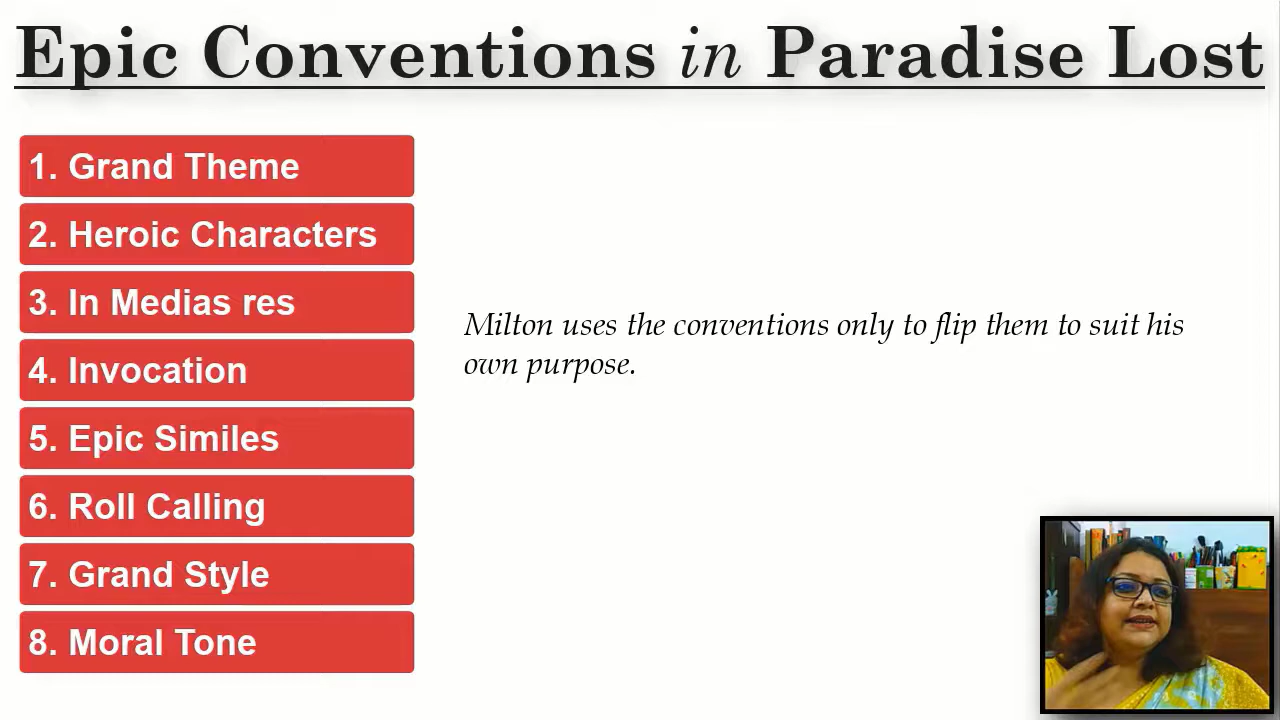 Epic Conventions in Paradise Lost
1. Grand Theme
2. Heroic Characters
3. In Medias res
4. Invocation
5. Epic Similes
6. Roll Calling
7. Grand Style
8. Moral Tone
Milton uses the conventions only to flip them to suit his
own purpose.